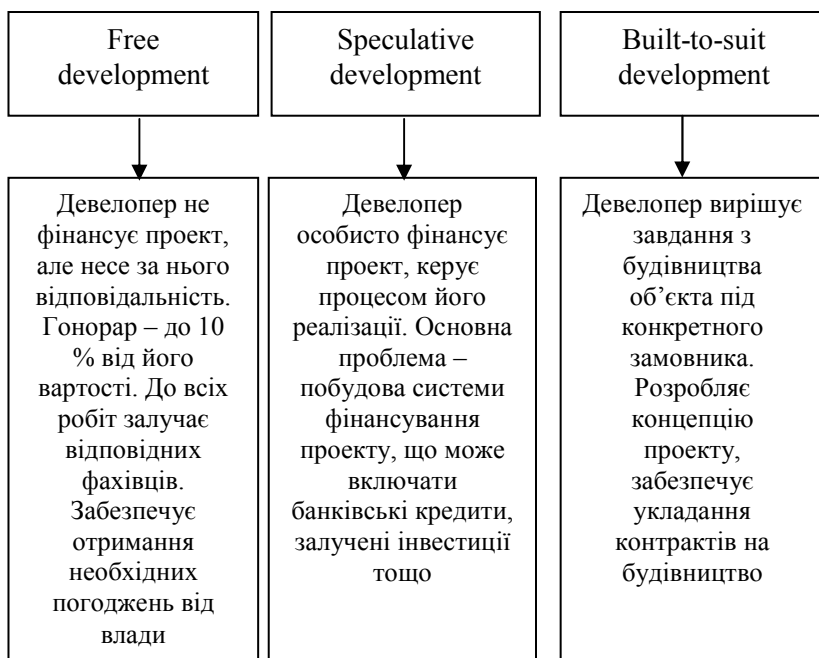 Free
development
Speculative
development
Built-to-suit
development
Девелопер не
фінансує проект,
але несе за нього
відповідальність.
Гонорар – до 10
% від його
вартості. До всіх
робіт залучає
відповідних
фахівців.
Забезпечує
отримання
необхідних
погоджень від
влади
Девелопер
особисто фінансує
проект, керує
процесом його
реалізації. Основна
проблема –
побудова системи
фінансування
проекту, що може
включати
банківські кредити,
залучені інвестиції
тощо
Девелопер вирішує
завдання з
будівництва
об’єкта під
конкретного
замовника.
Розробляє
концепцію
проекту,
забезпечує
укладання
контрактів на
будівництво